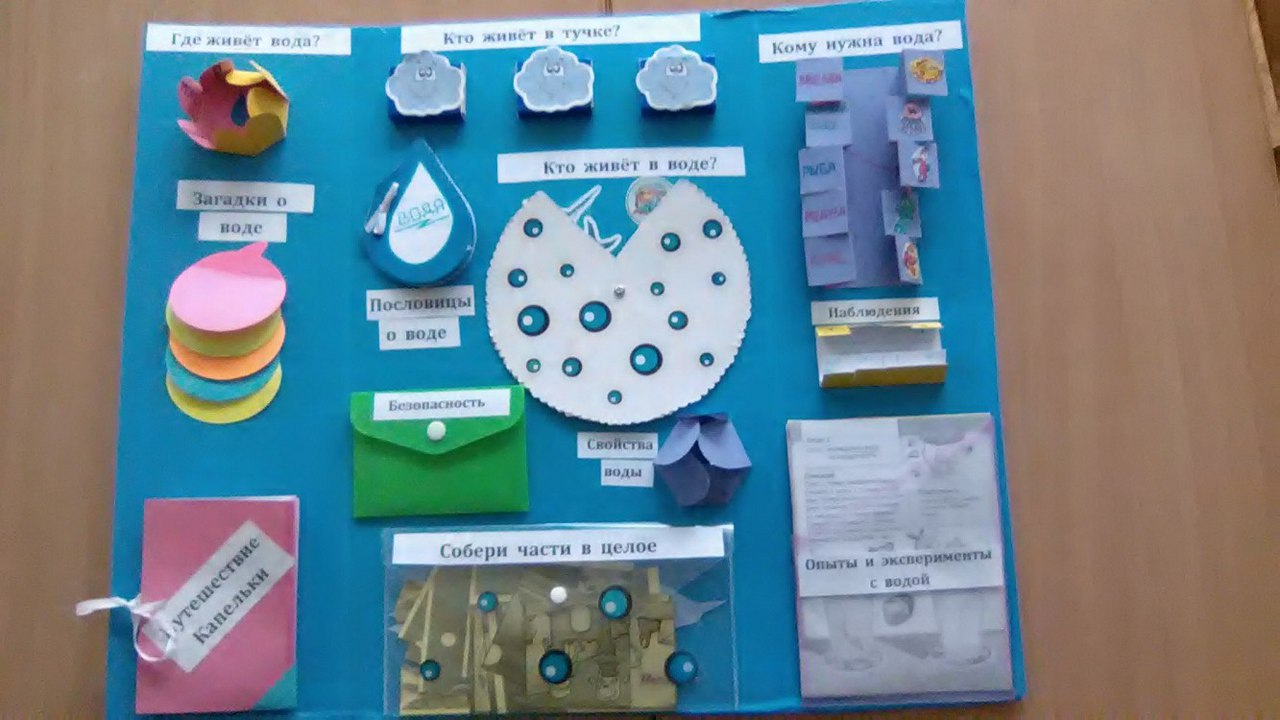 Где живёт вода?
Кто живёт в тучке?
Кому нужна вода?
Загадки о
воде
ВОДА
Кто живёт в воде?
РЫБА
Пословицы
о воде
Наблюдения
Безопасность
Свойства
воды
Путешествие
Капельки
Собери части в целое
Опыты и эксперименты
с водой